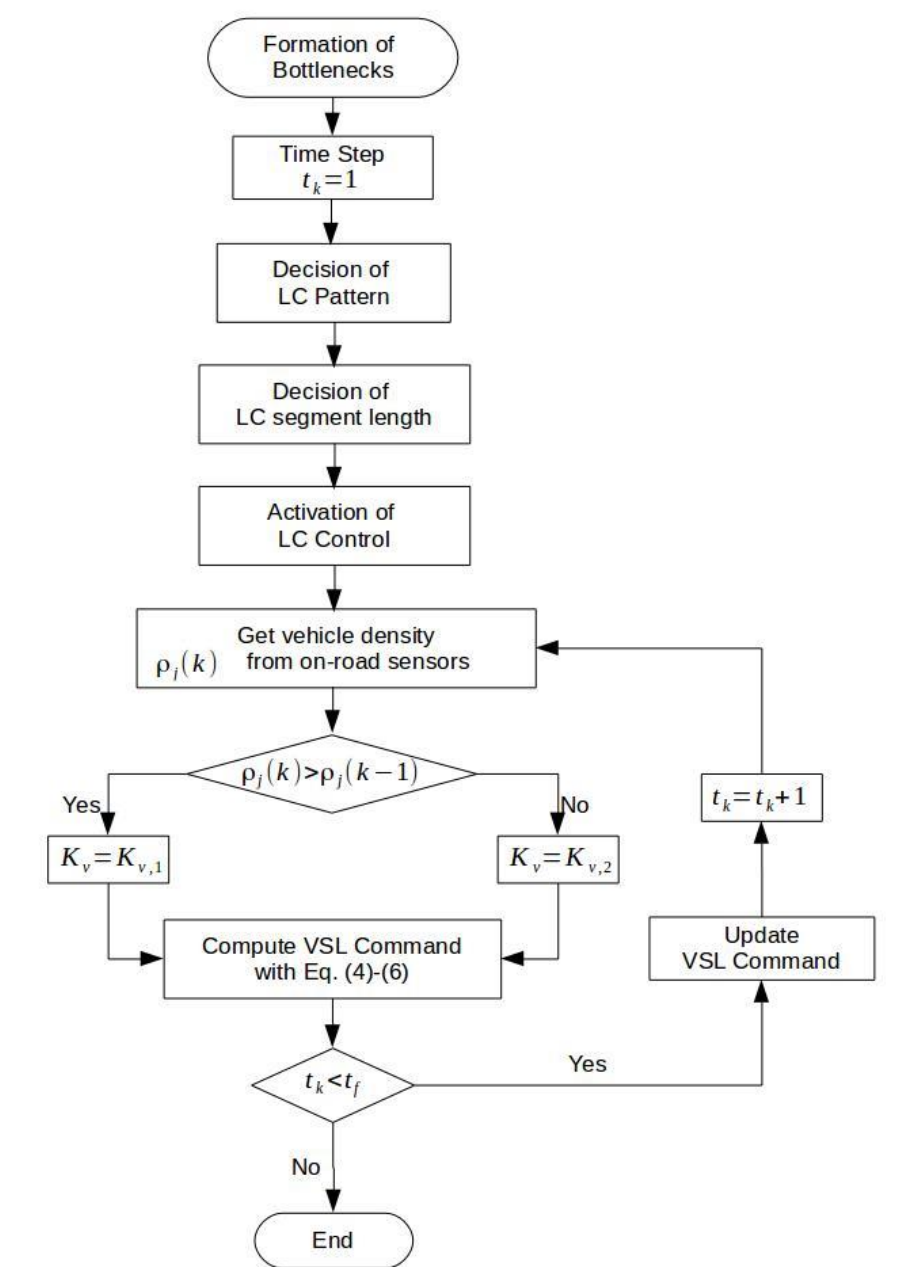 Formation of
Bottlenecks
Time Step
t_k=1
Decision of
LC Pattern
Decision of
LC segment length
Activation of
LC Control
Get vehicle density
ρ_j(k) from on-road sensors
ρ_j(k)>ρ_j(k−1)
Yes
No
t_k=t_k+1
K_v=K_{v,1}
K_v=K_{v,2}
Compute VSL Command
with Eq. (4)-(6)
Update
VSL Command
t_k<t_f
Yes
No
End